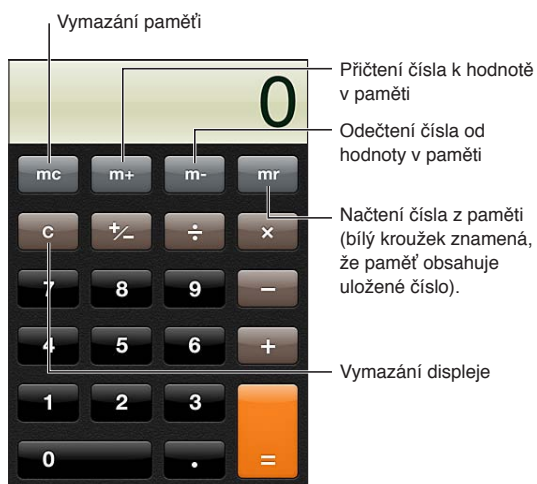 Vymazání paměťi
0
Přičtení čísla k hodnotě
v paměti
Odečtení čísla od
hodnoty v paměti
mc m+ m- mr
Načtení čísla z paměti
(bílý kroužek znamená,
že paměť obsahuje
uložené číslo).
C +/− ÷ ×
7 8 9 −
4 5 6 +
Vymazání displeje
1 2 3
0 . =